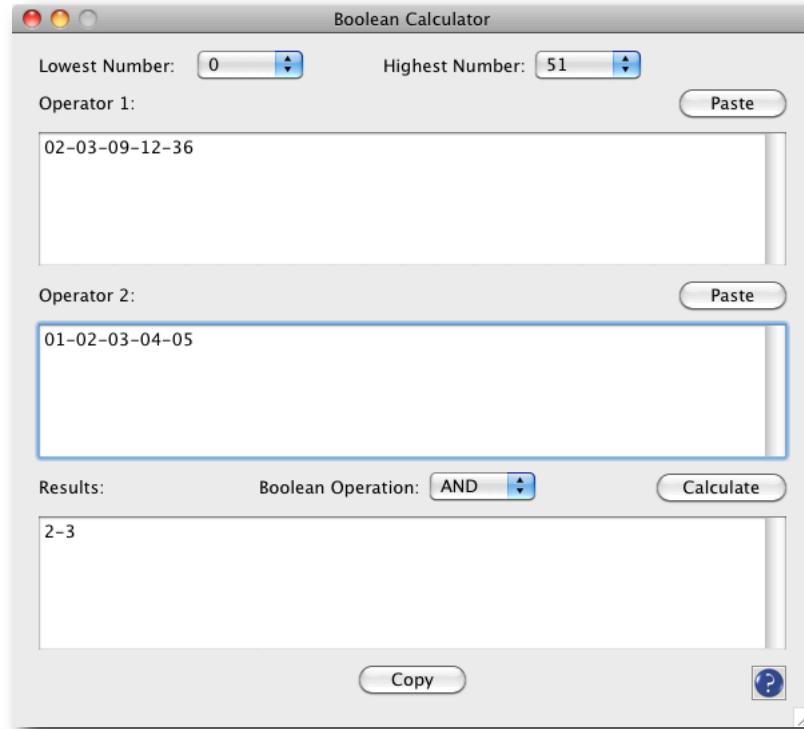 Boolean Calculator
Lowest Number: 0 Highest Number: 51
Operator 1: Paste
02-03-09-12-36
Operator 2: Paste
01-02-03-04-05
Results: Boolean Operation: AND Calculate
2-3
Copy ?